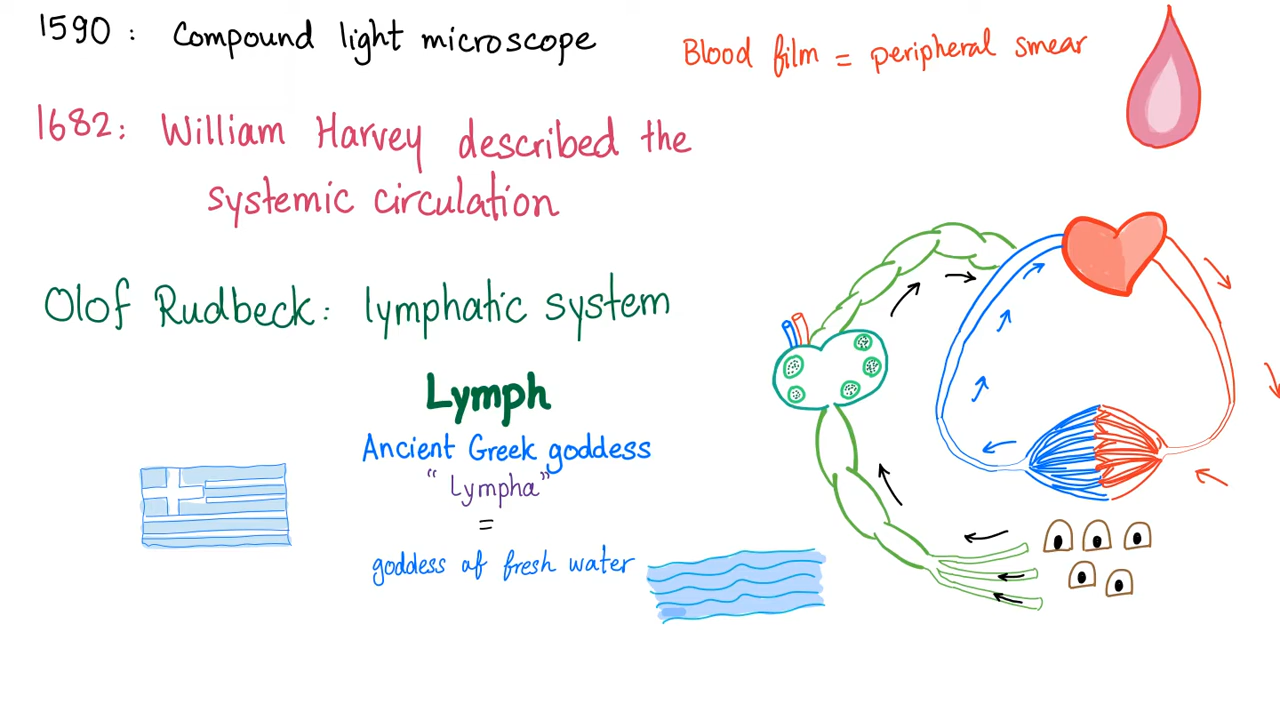 1590 : Compound light microscope
Blood film = peripheral smear
1682: William Harvey described the
systemic circulation
Olof Rudbeck: lymphatic system
Lymph
Ancient Greek goddess
"Lympha"
=
goddess of fresh water